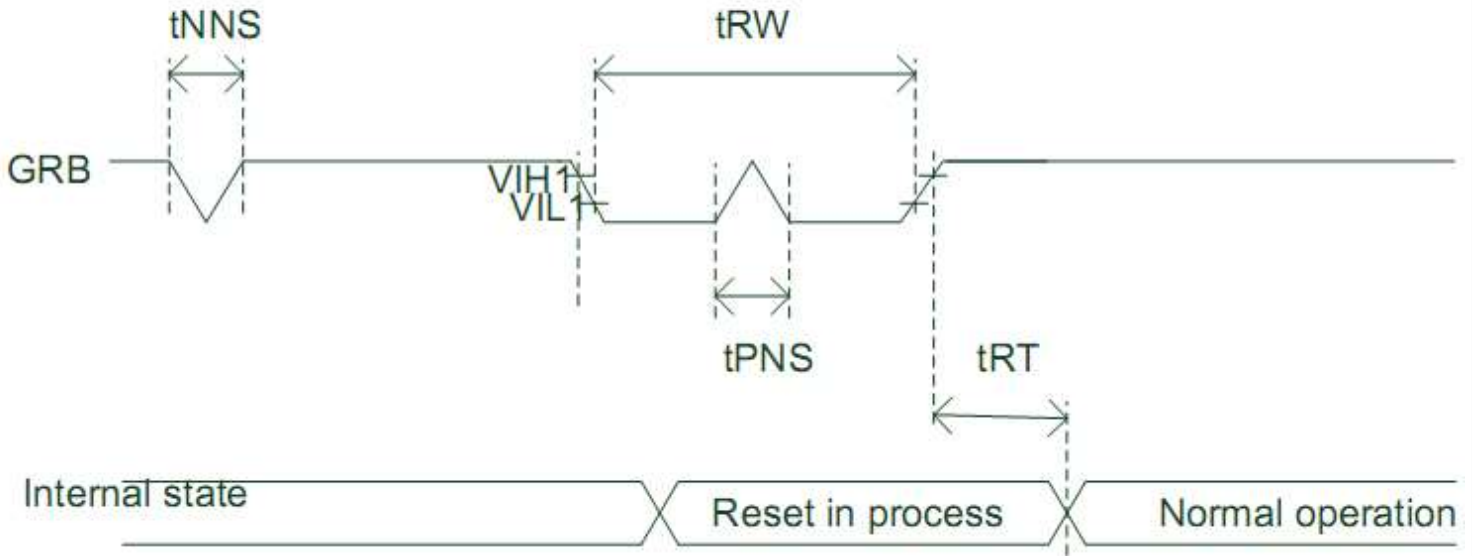 tNNS
tRW
GRB
VIH1
VIL1
tPNS
tRT
Internal state
Reset in process
Normal operation